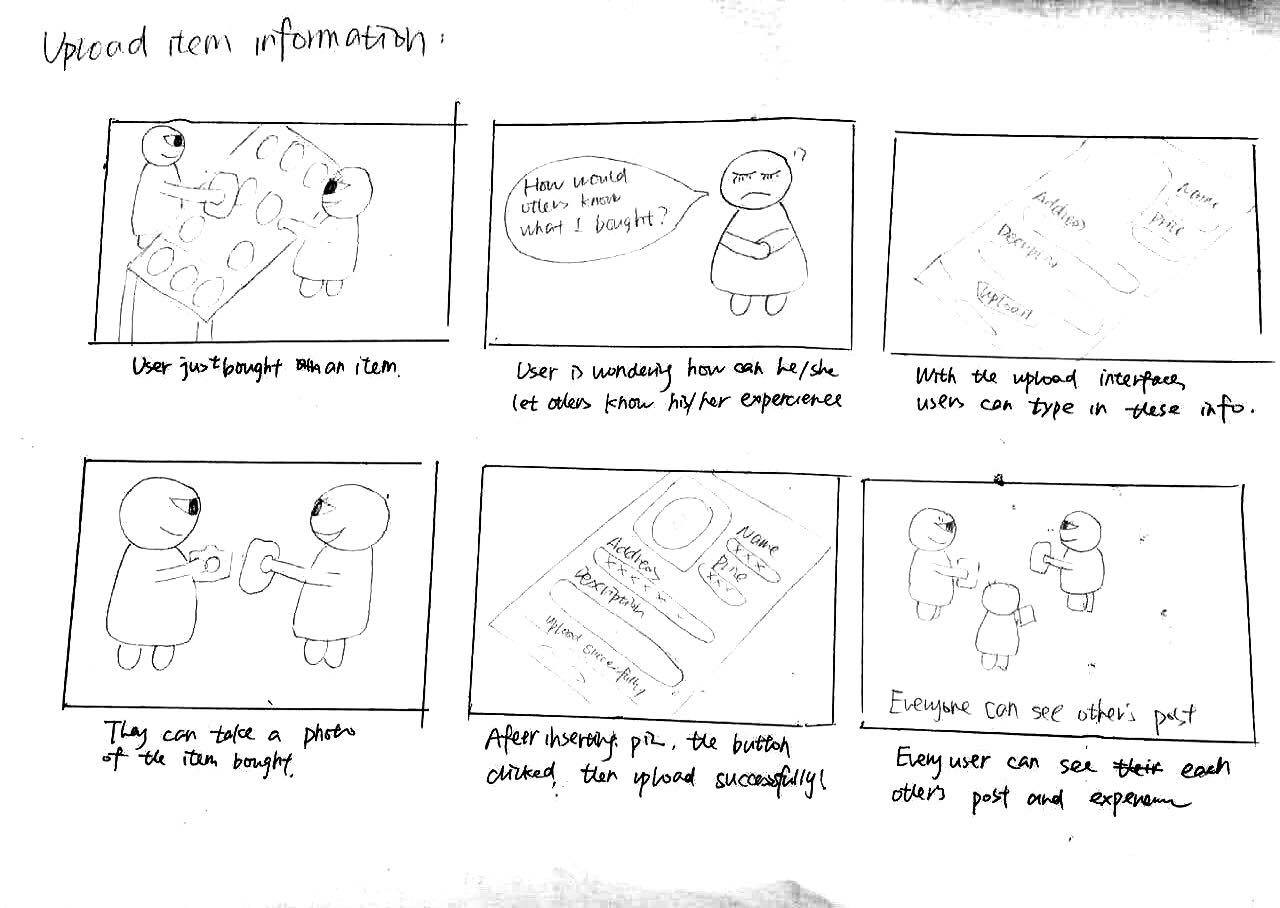 Upload item information:
How would
others know
what I bought?
Name
Price
Address
Description
Upload
User just bought an item.
User is wondering how can he/she
let others know his/her experience
With the upload interface,
users can type in these info.
Name
xxx
Price
xxx
Address
xxxxx
Description
upload successfully
Everyone can see other's post
They can take a photo
of the item bought.
After inserting pic, the button
clicked, then upload successfully!
Every user can see their each
others post and experience